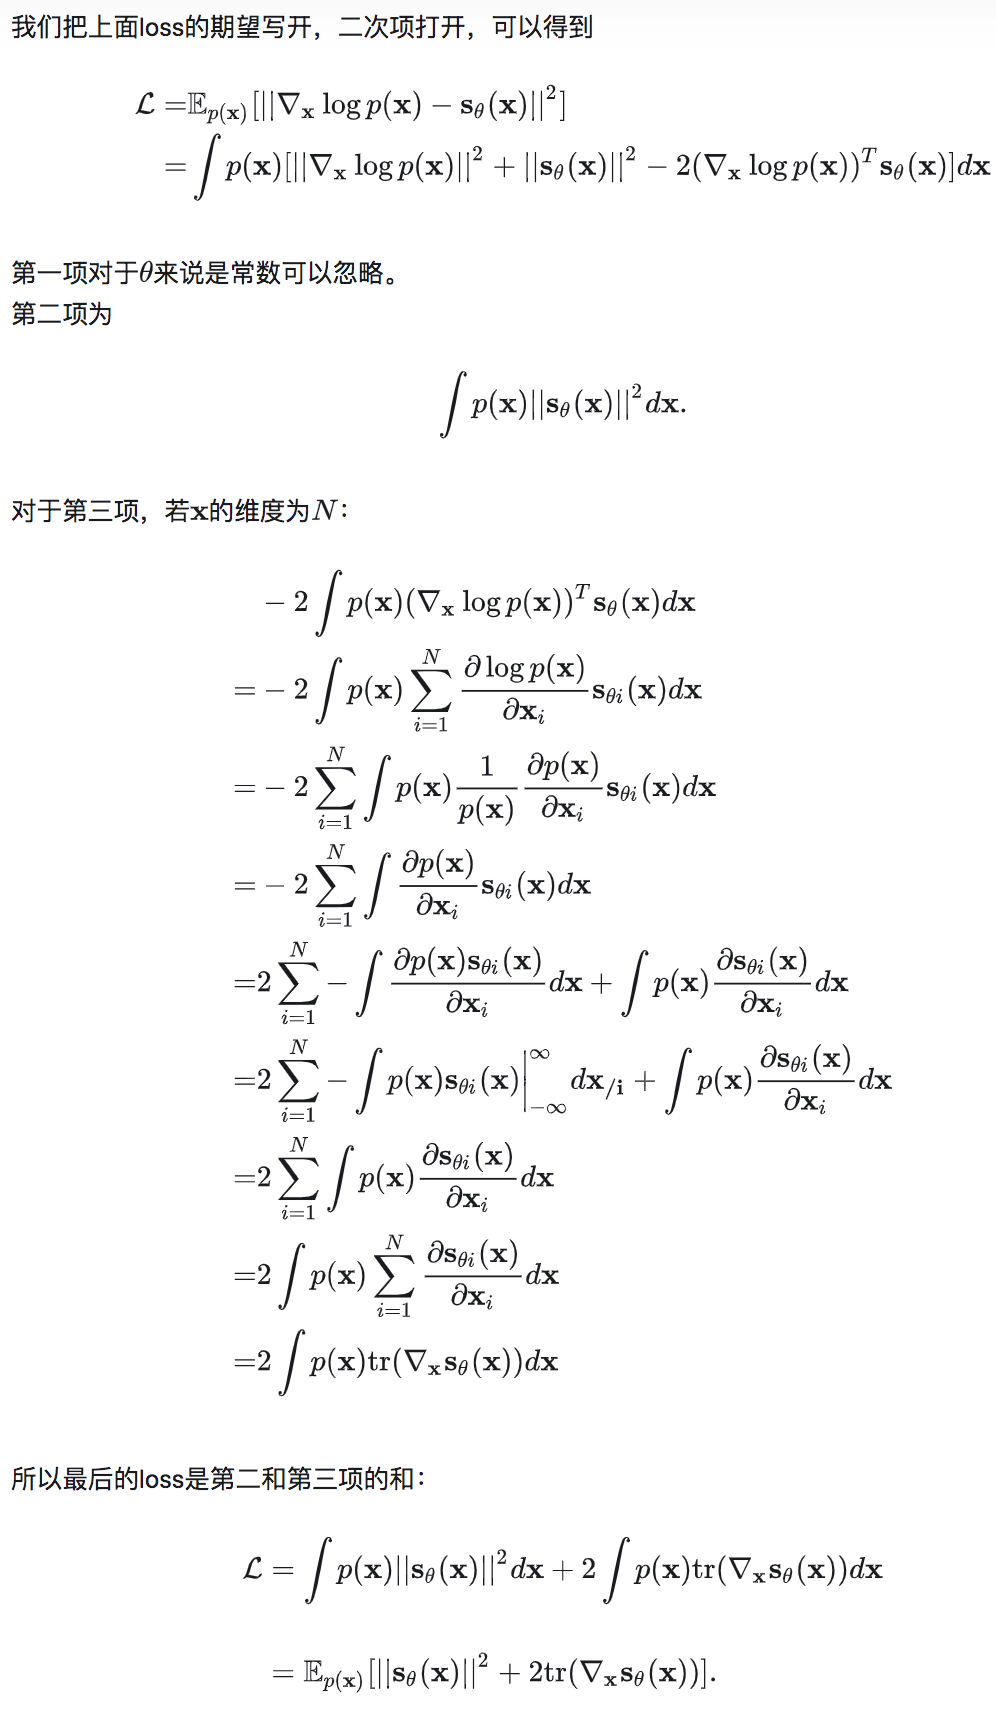 我们把上面loss的期望写开，二次项打开，可以得到
$\mathcal{L} = \mathbb{E}_{p(\mathbf{x})}[||\nabla_{\mathbf{x}} \log p(\mathbf{x}) - \mathbf{s}_\theta(\mathbf{x})||^2]$
$= \int p(\mathbf{x})[||\nabla_{\mathbf{x}} \log p(\mathbf{x})||^2 + ||\mathbf{s}_\theta(\mathbf{x})||^2 - 2(\nabla_{\mathbf{x}} \log p(\mathbf{x}))^T \mathbf{s}_\theta(\mathbf{x})]d\mathbf{x}$
第一项对于$\theta$来说是常数可以忽略。
第二项为
$\int p(\mathbf{x})||\mathbf{s}_\theta(\mathbf{x})||^2 d\mathbf{x}.$
对于第三项，若$\mathbf{x}$的维度为$N$：
$-2 \int p(\mathbf{x})(\nabla_{\mathbf{x}} \log p(\mathbf{x}))^T \mathbf{s}_\theta(\mathbf{x})d\mathbf{x}$
$= -2 \int p(\mathbf{x}) \sum_{i=1}^{N} \frac{\partial \log p(\mathbf{x})}{\partial \mathbf{x}_i} \mathbf{s}_{\theta i}(\mathbf{x})d\mathbf{x}$
$= -2 \sum_{i=1}^{N} \int p(\mathbf{x}) \frac{1}{p(\mathbf{x})} \frac{\partial p(\mathbf{x})}{\partial \mathbf{x}_i} \mathbf{s}_{\theta i}(\mathbf{x})d\mathbf{x}$
$= -2 \sum_{i=1}^{N} \int \frac{\partial p(\mathbf{x})}{\partial \mathbf{x}_i} \mathbf{s}_{\theta i}(\mathbf{x})d\mathbf{x}$
$= 2 \sum_{i=1}^{N} - \int \frac{\partial p(\mathbf{x})\mathbf{s}_{\theta i}(\mathbf{x})}{\partial \mathbf{x}_i} d\mathbf{x} + \int p(\mathbf{x}) \frac{\partial \mathbf{s}_{\theta i}(\mathbf{x})}{\partial \mathbf{x}_i} d\mathbf{x}$
$= 2 \sum_{i=1}^{N} - \int p(\mathbf{x})\mathbf{s}_{\theta i}(\mathbf{x}) \Big|_{-\infty}^{\infty} d\mathbf{x}_{/\mathbf{i}} + \int p(\mathbf{x}) \frac{\partial \mathbf{s}_{\theta i}(\mathbf{x})}{\partial \mathbf{x}_i} d\mathbf{x}$
$= 2 \sum_{i=1}^{N} \int p(\mathbf{x}) \frac{\partial \mathbf{s}_{\theta i}(\mathbf{x})}{\partial \mathbf{x}_i} d\mathbf{x}$
$= 2 \int p(\mathbf{x}) \sum_{i=1}^{N} \frac{\partial \mathbf{s}_{\theta i}(\mathbf{x})}{\partial \mathbf{x}_i} d\mathbf{x}$
$= 2 \int p(\mathbf{x})\mathrm{tr}(\nabla_{\mathbf{x}} \mathbf{s}_\theta(\mathbf{x}))d\mathbf{x}$
所以最后的loss是第二和第三项的和：
$\mathcal{L} = \int p(\mathbf{x})||\mathbf{s}_\theta(\mathbf{x})||^2 d\mathbf{x} + 2 \int p(\mathbf{x})\mathrm{tr}(\nabla_{\mathbf{x}} \mathbf{s}_\theta(\mathbf{x}))d\mathbf{x}$
$= \mathbb{E}_{p(\mathbf{x})}[||\mathbf{s}_\theta(\mathbf{x})||^2 + 2\mathrm{tr}(\nabla_{\mathbf{x}} \mathbf{s}_\theta(\mathbf{x}))].$